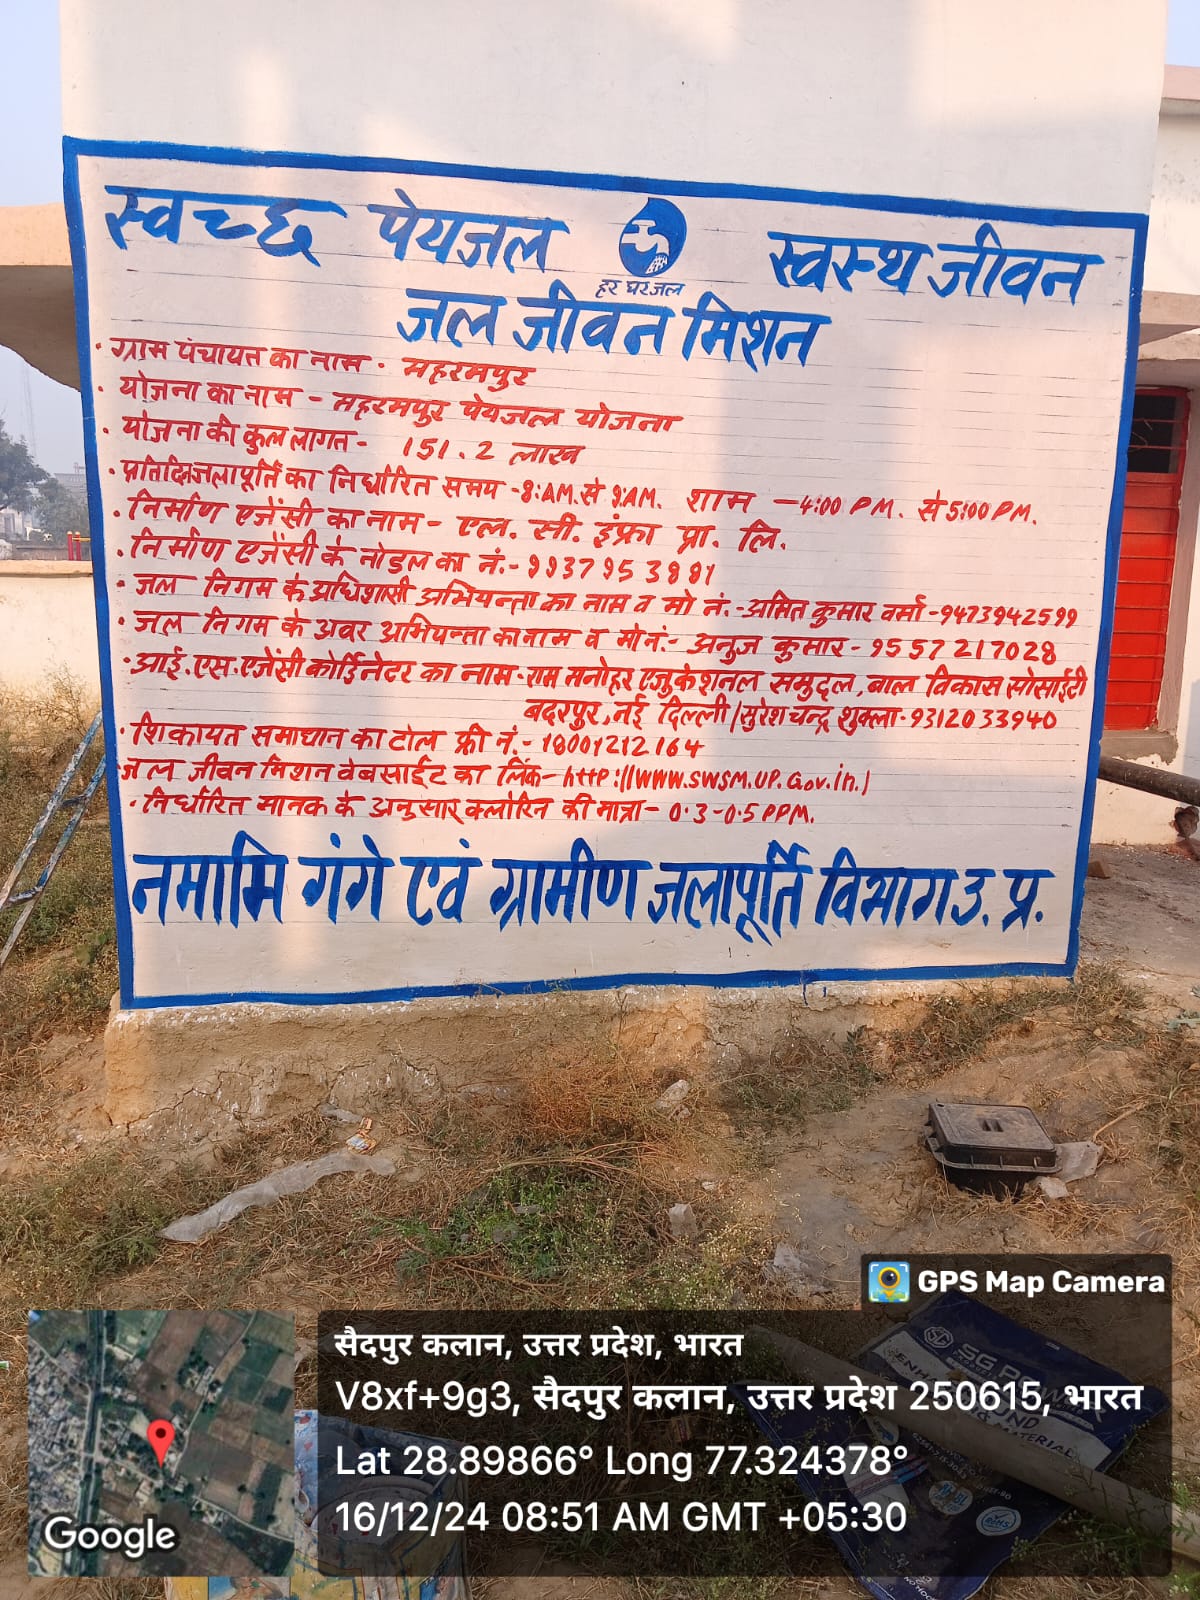 स्वच्छ पेयजल
हर घर जल
स्वस्थ जीवन
जल जीवन मिशन
• ग्राम पंचायत का नाम - महरमपुर
• योजना का नाम - महरमपुर पेयजल योजना
• योजना की कुल लागत - 151.2 लाख
• प्रतिदिन जलापूर्ति का निर्धारित समय - 8:AM. से 9:AM. शाम - 4:00 PM. से 5:00 PM.
• निर्माण एजेंसी का नाम - एल. सी. इंफ्रा प्रा. लि.
• निर्माण एजेंसी के नोडल का नं. -
• जल निगम के अधिशासी अभियन्ता का नाम व मो नं. - अमित कुमार वर्मा - 9473942599
• जल निगम के अवर अभियन्ता का नाम व मो नं: - अनुज कुमार - 9557217028
• आई.एस.एजेंसी कोर्डिनेटर का नाम - राम मनोहर एजुकेशनल समुद्दल, बाल विकास सोसाईटी
बदरपुर, नई दिल्ली / सुरेश चन्द्र शुक्ला - 9312033940
• शिकायत समाधान का टोल फ्री नं. - 18001212164
जल जीवन मिशन वेबसाईट का लिंक - http://www.swsm.up.gov.in./
• निर्धारित मानक के अनुसार क्लोरिन की मात्रा - 0.3-0.5 PPM.
नमामि गंगे एवं ग्रामीण जलापूर्ति विभाग उ. प्र.
GPS Map Camera
सैदपुर कलान, उत्तर प्रदेश, भारत
V8xf+9g3, सैदपुर कलान, उत्तर प्रदेश 250615, भारत
Lat 28.89866° Long 77.324378°
16/12/24 08:51 AM GMT +05:30
Google
SG